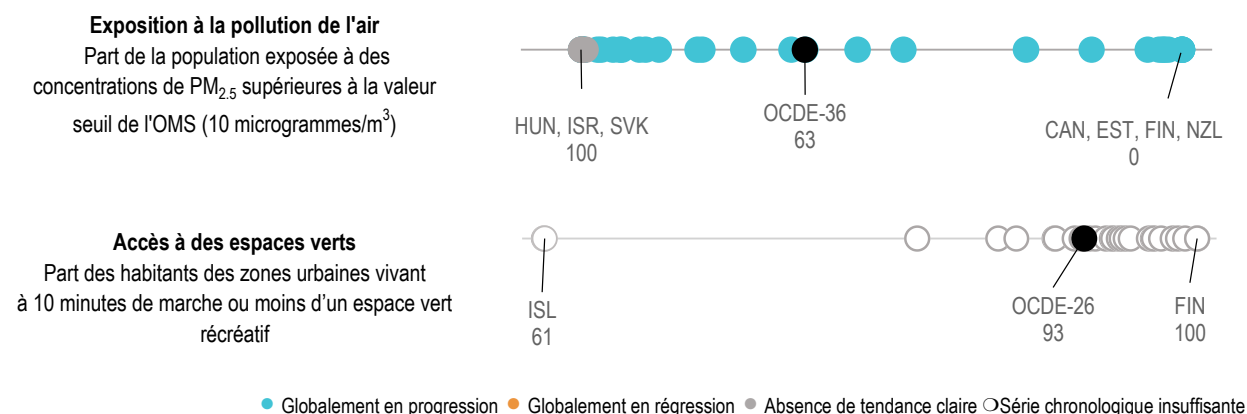 Exposition à la pollution de l'air
Part de la population exposée à des
concentrations de PM2.5 supérieures à la valeur
seuil de l'OMS (10 microgrammes/m3)
HUN, ISR, SVK
100
OCDE-36
63
CAN, EST, FIN, NZL
0
Accès à des espaces verts
Part des habitants des zones urbaines vivant
à 10 minutes de marche ou moins d’un espace vert
récréatif
ISL
61
OCDE-26
93
FIN
100
Globalement en progression Globalement en régression Absence de tendance claire Série chronologique insuffisante